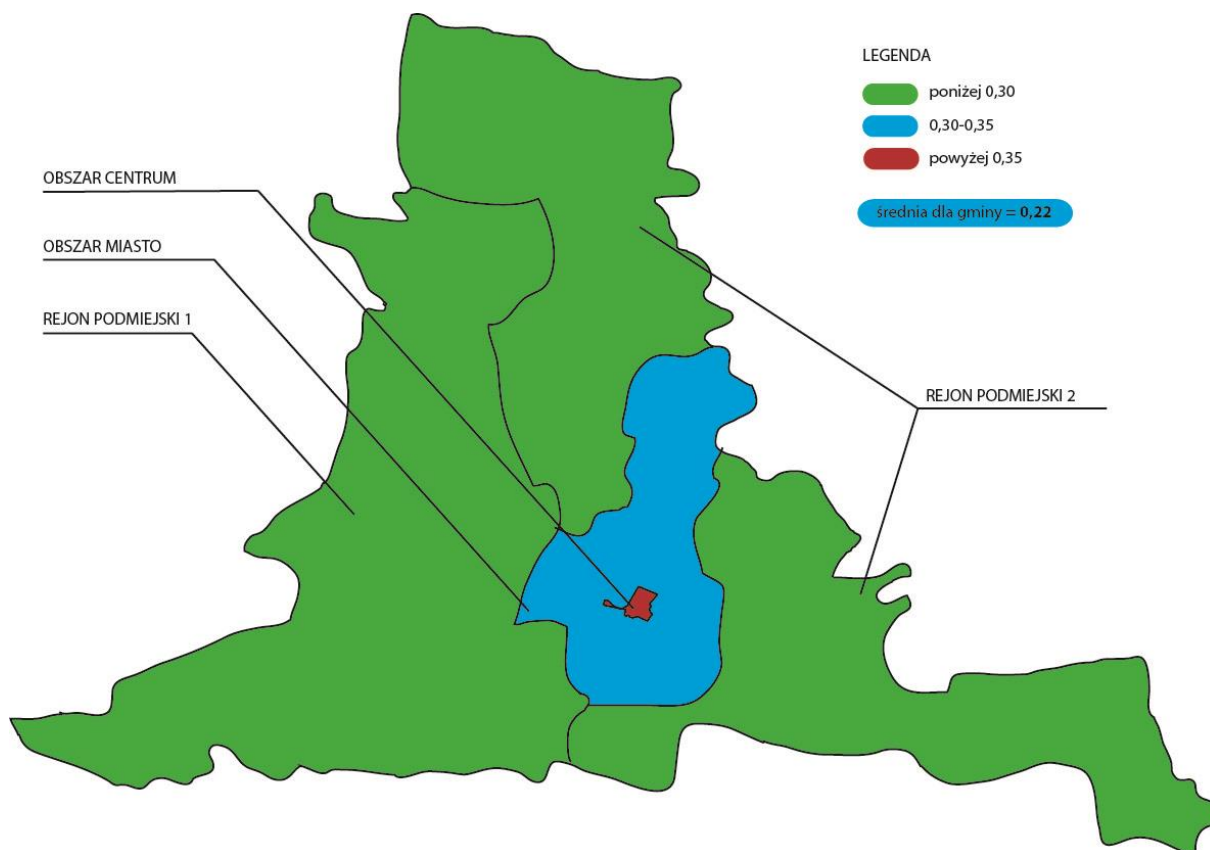 LEGENDA
poniżej 0,30
0,30-0,35
powyżej 0,35
średnia dla gminy = 0,22
OBSZAR CENTRUM
OBSZAR MIASTO
REJON PODMIEJSKI 1
REJON PODMIEJSKI 2